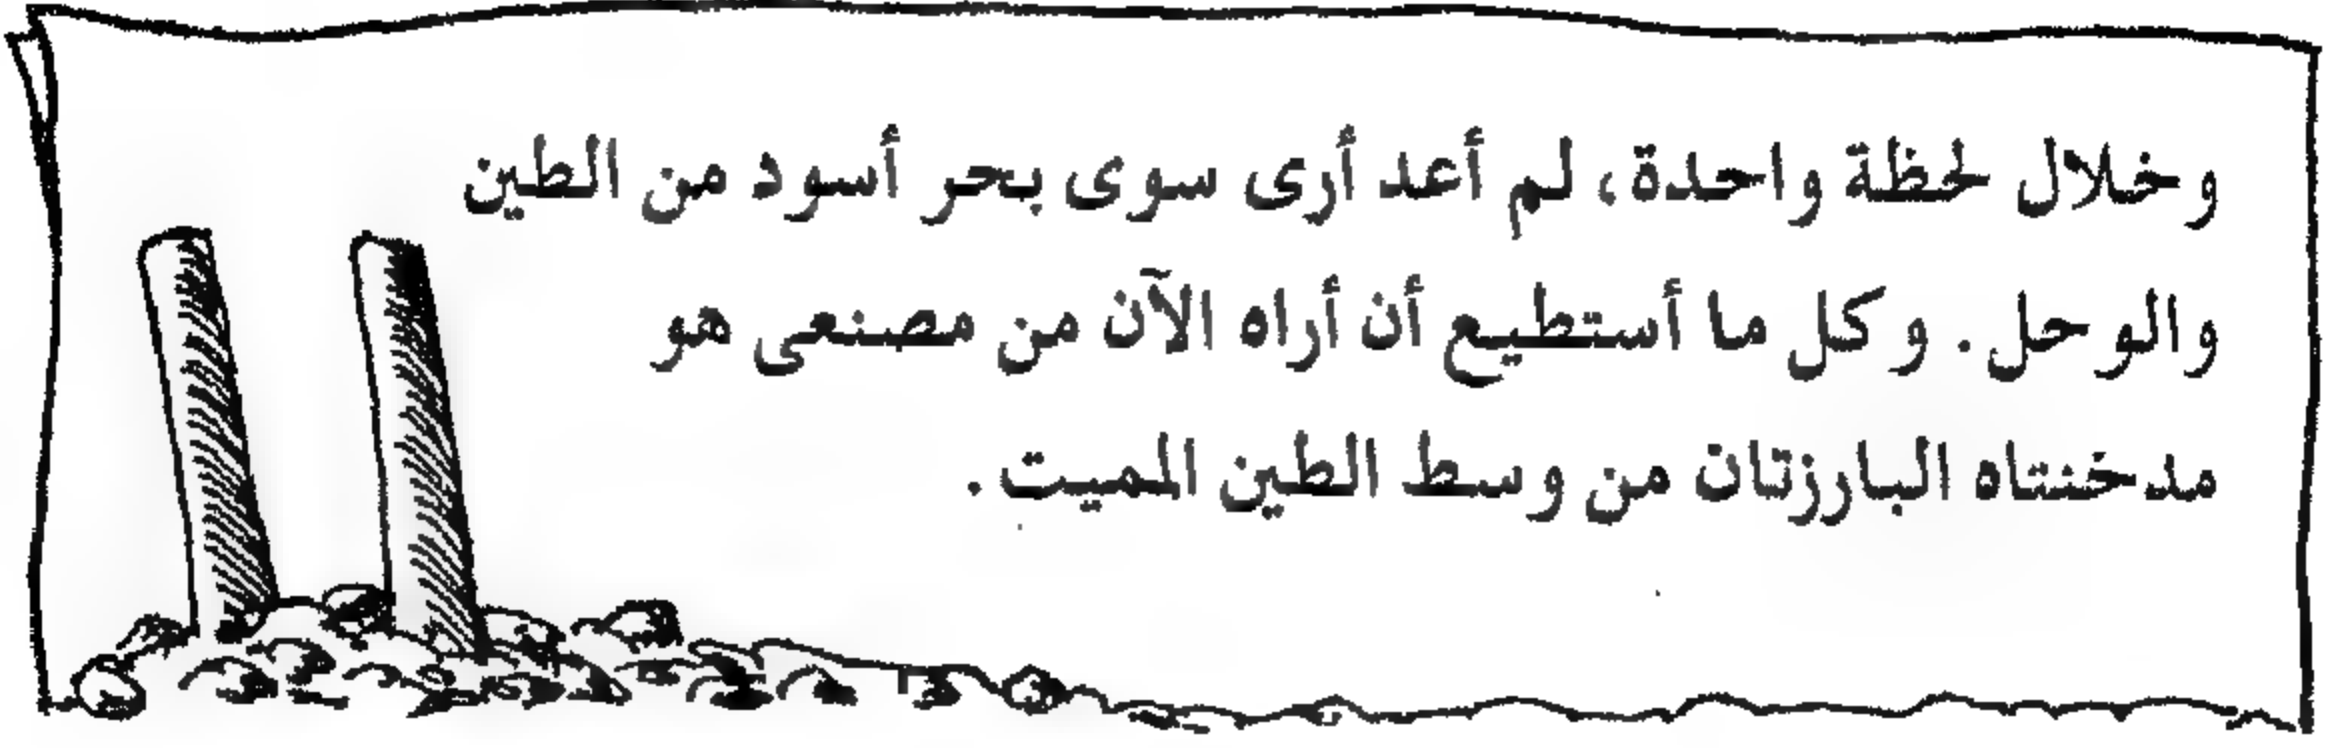 وخلال لحظة واحدة، لم أعد أرى سوى بحر أسود من الطين
والوحل. وكل ما أستطيع أن أراه الآن من مصنعى هو
مدخنتاه البارزتان من وسط الطين المميت.